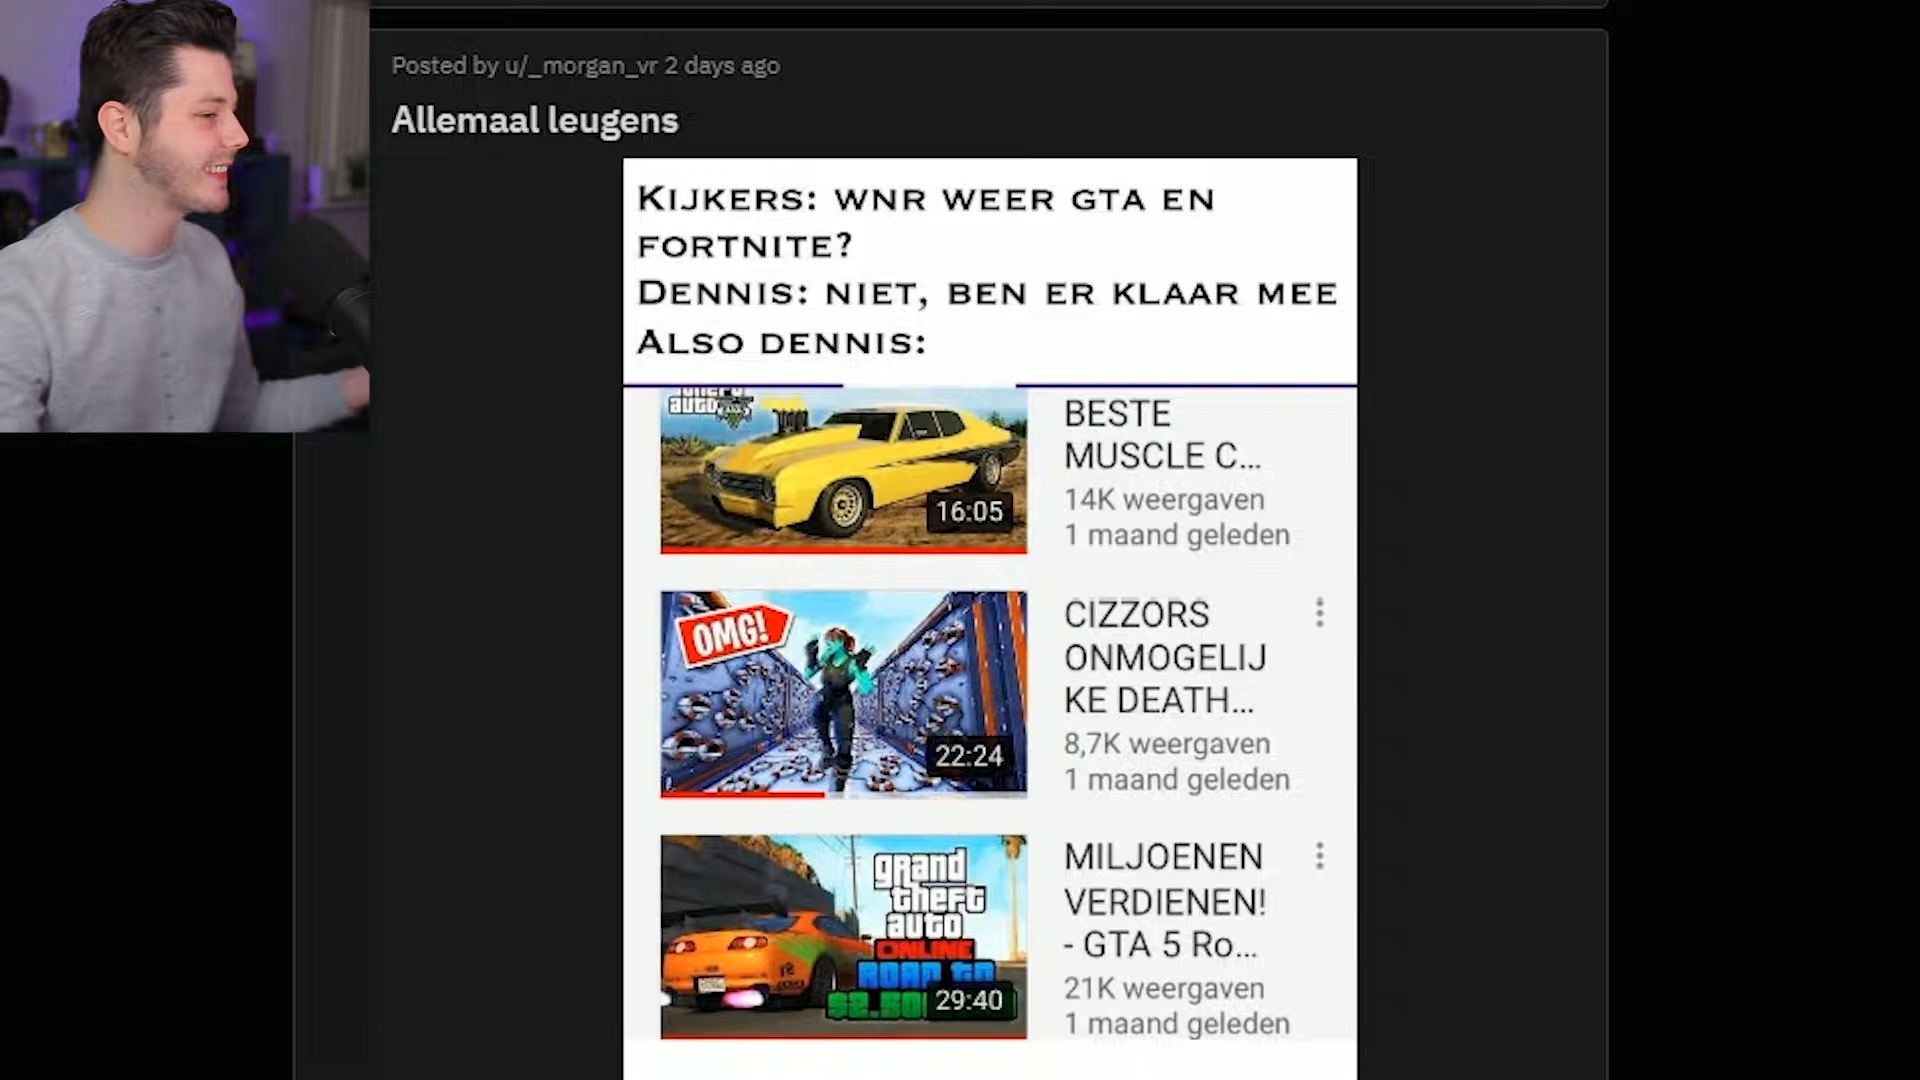 Posted by u/_morgan_vr 2 days ago
Allemaal leugens
KIJKERS: WNR WEER GTA EN
FORTNITE?
DENNIS: NIET, BEN ER KLAAR MEE
ALSO DENNIS:
auto
16:05
BESTE
MUSCLE C...
14K weergaven
1 maand geleden
OMG!
22:24
CIZZORS
ONMOGELIJ
KE DEATH...
8,7K weergaven
1 maand geleden
grand
theft
auto
ONLINE
ROAD TO
29:40
MILJOENEN
VERDIENEN!
- GTA 5 Ro...
21K weergaven
1 maand geleden